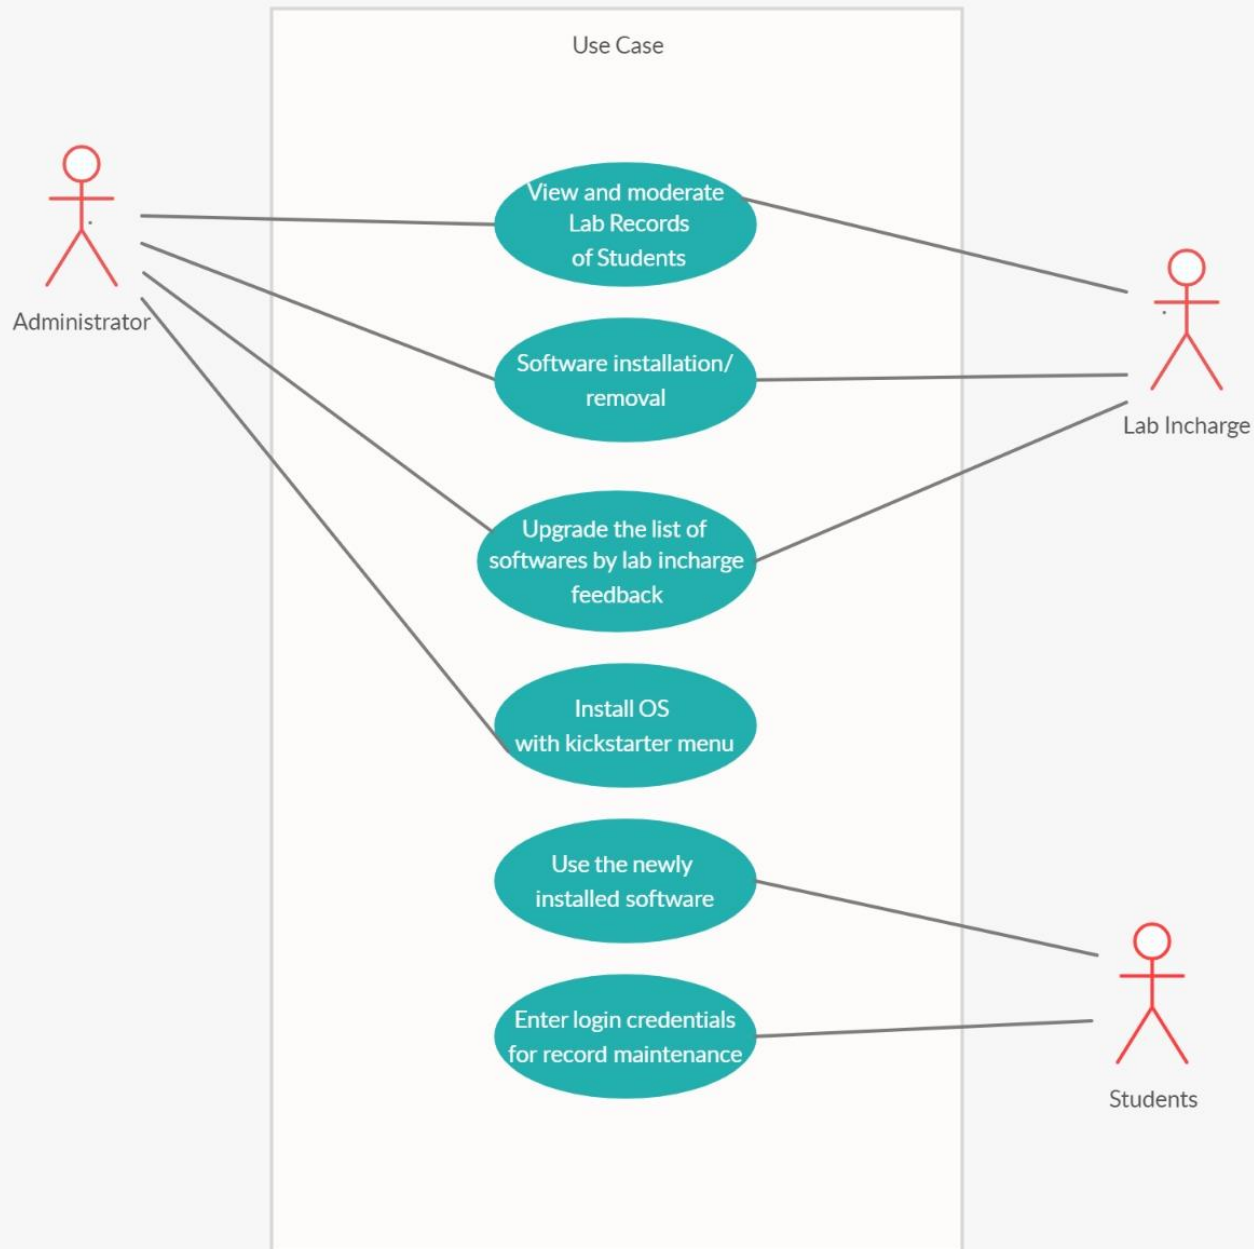 Use Case
View and moderate
Lab Records
of Students
Administrator
Software installation/
removal
Lab Incharge
Upgrade the list of
softwares by lab incharge
feedback
Install OS
with kickstarter menu
Use the newly
installed software
Enter login credentials
for record maintenance
Students